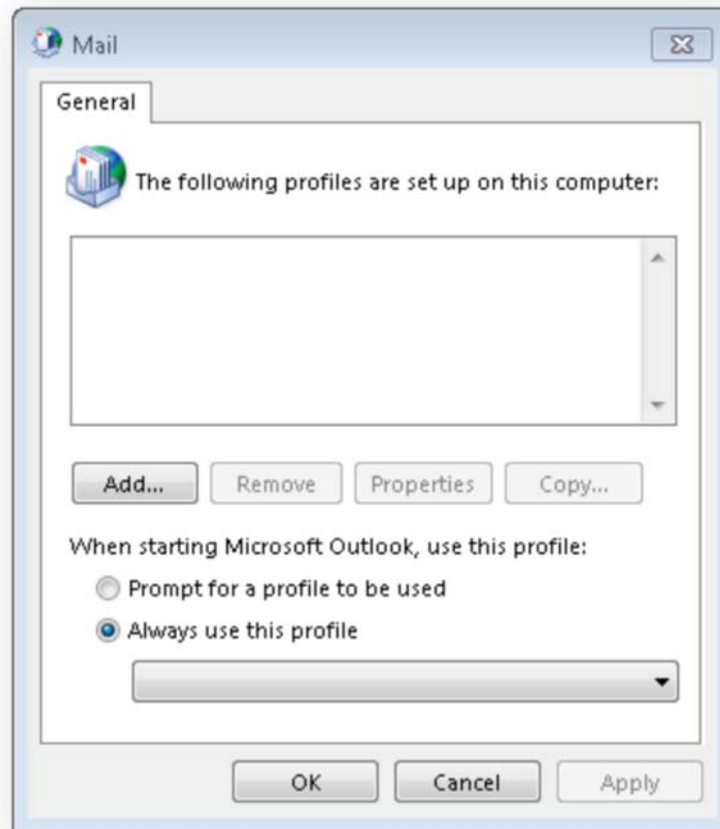 Mail
General
The following profiles are set up on this computer:
Add...
Remove
Properties
Copy...
When starting Microsoft Outlook, use this profile:
Prompt for a profile to be used
Always use this profile
OK
Cancel
Apply